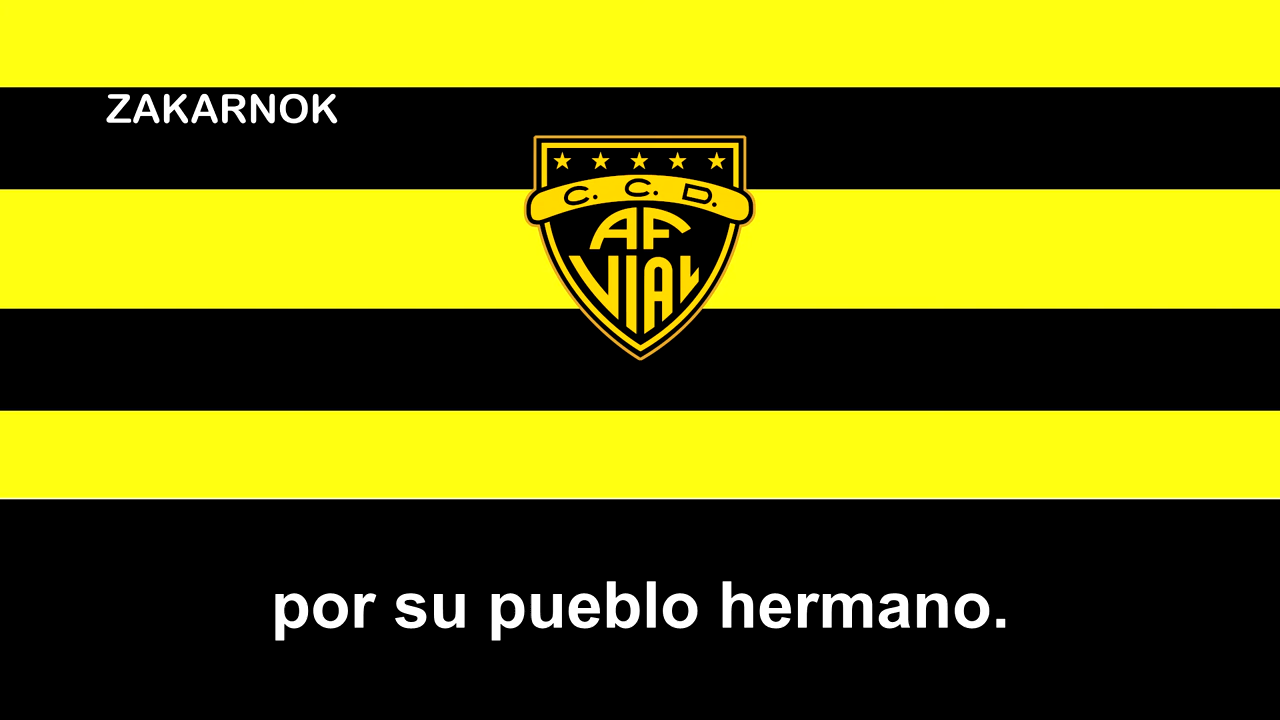 ZAKARNOK
C. C. D.
AF
VIAL
por su pueblo hermano.